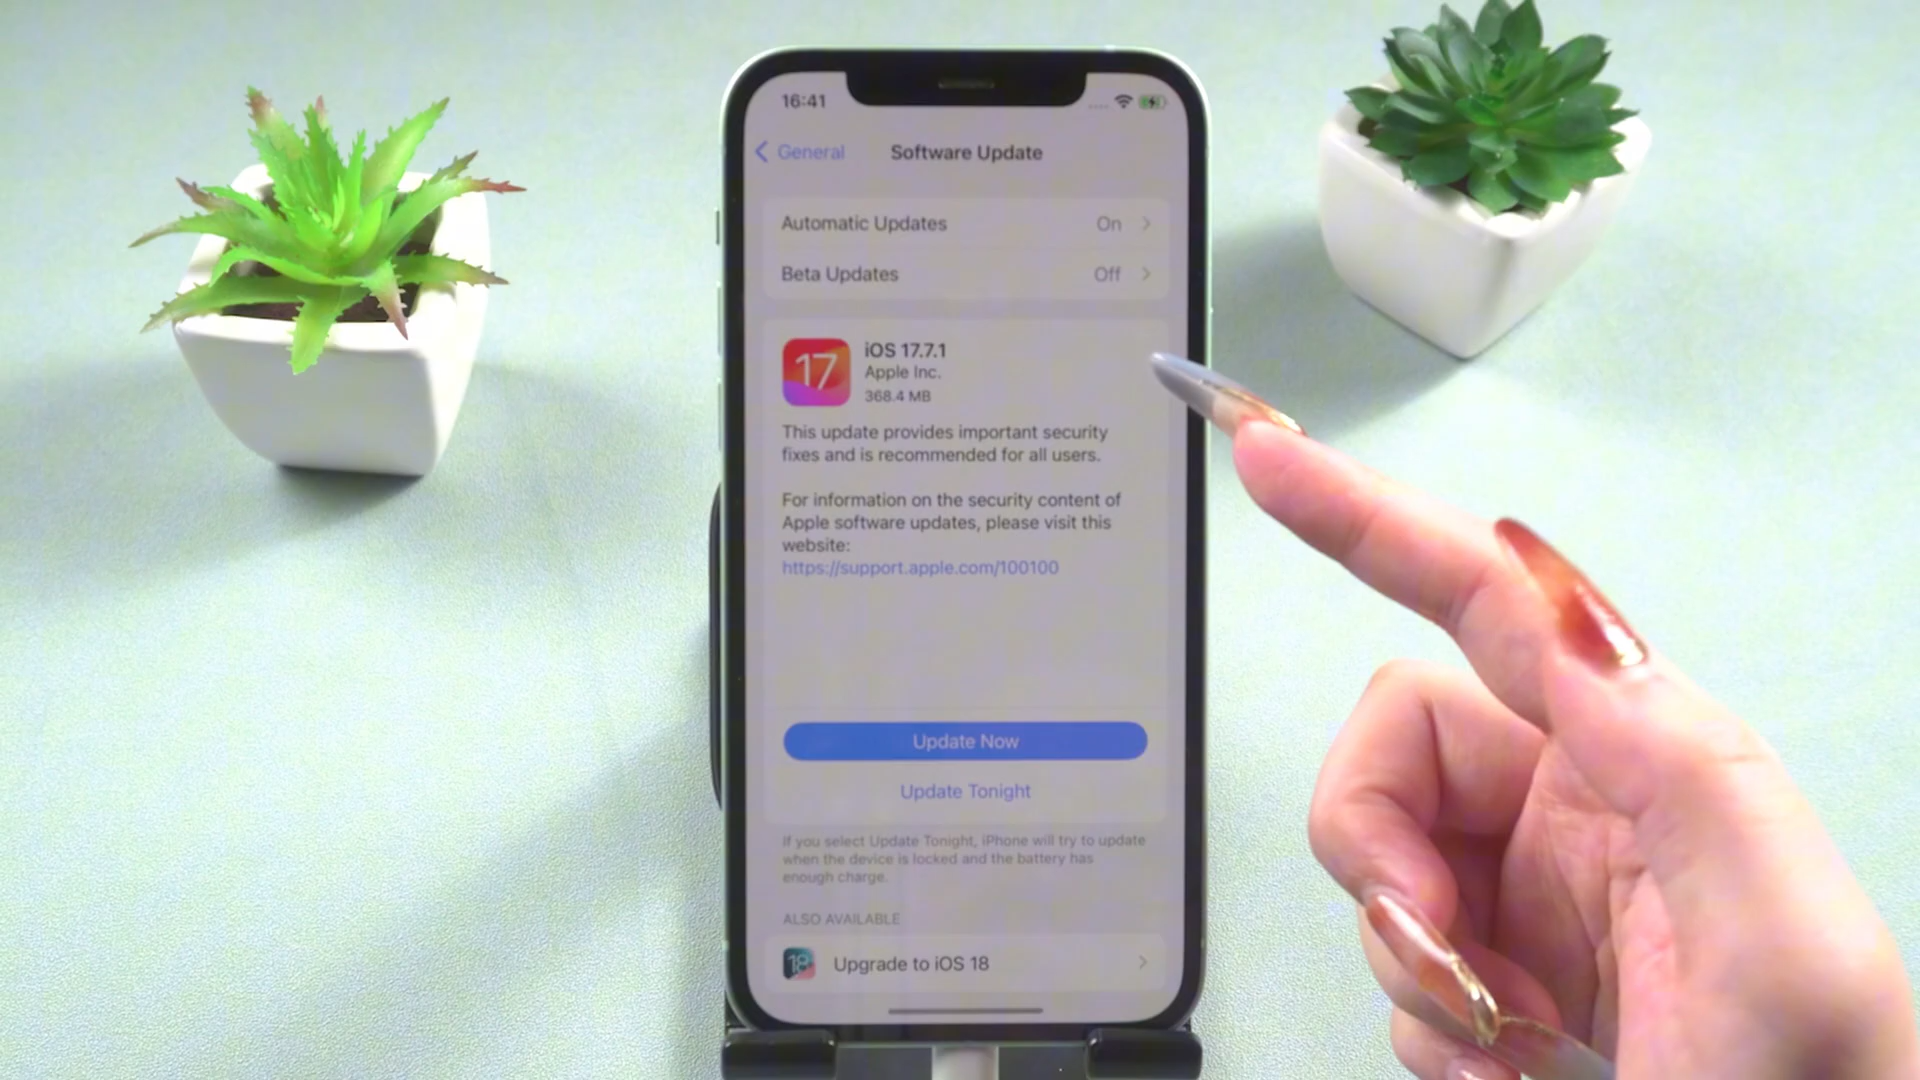 16:41
General
Software Update
Automatic Updates On
Beta Updates Off
17
iOS 17.7.1
Apple Inc.
368.4 MB
This update provides important security
fixes and is recommended for all users.
For information on the security content of
Apple software updates, please visit this
website:
https://support.apple.com/100100
Update Now
Update Tonight
If you select Update Tonight, iPhone will try to update
when the device is locked and the battery has
enough charge.
ALSO AVAILABLE
18
Upgrade to iOS 18